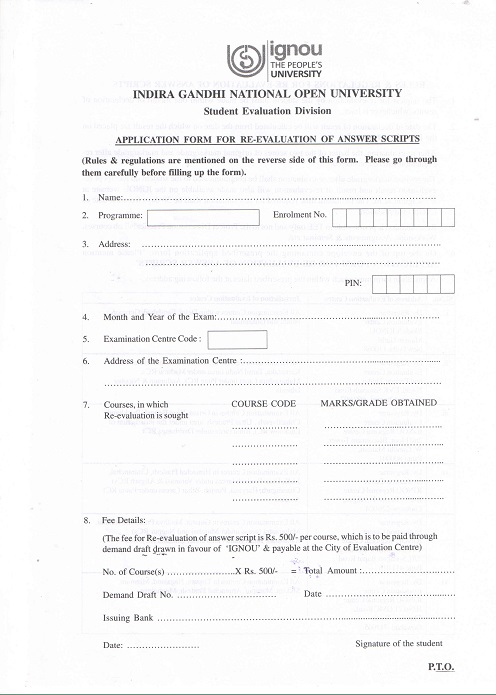 ignou
THE PEOPLE'S
UNIVERSITY
INDIRA GANDHI NATIONAL OPEN UNIVERSITY
Student Evaluation Division
APPLICATION FORM FOR RE-EVALUATION OF ANSWER SCRIPTS
(Rules & regulations are mentioned on the reverse side of this form. Please go through
them carefully before filling up the form).
1. Name:..............................................................................................................
2. Programme: Enrolment No.
3. Address: ..............................................................................................................
..............................................................................................................
PIN:
4. Month and Year of the Exam:..............................................................................
5. Examination Centre Code :
6. Address of the Examination Centre :......................................................................
..............................................................................................................
7. Courses, in which COURSE CODE MARKS/GRADE OBTAINED
Re-evaluation is sought
........................ ........................................
........................ ........................................
........................ ........................................
........................ ........................................
........................ ........................................
8. Fee Details:
(The fee for Re-evaluation of answer script is Rs. 500/- per course, which is to be paid through
demand draft drawn in favour of 'IGNOU' & payable at the City of Evaluation Centre)
No. of Course(s) ........................X Rs. 500/- = Total Amount :................................
Demand Draft No. .................................... Date ............................................
Issuing Bank ..............................................................................................
Date: ......................... Signature of the student
P.T.O.